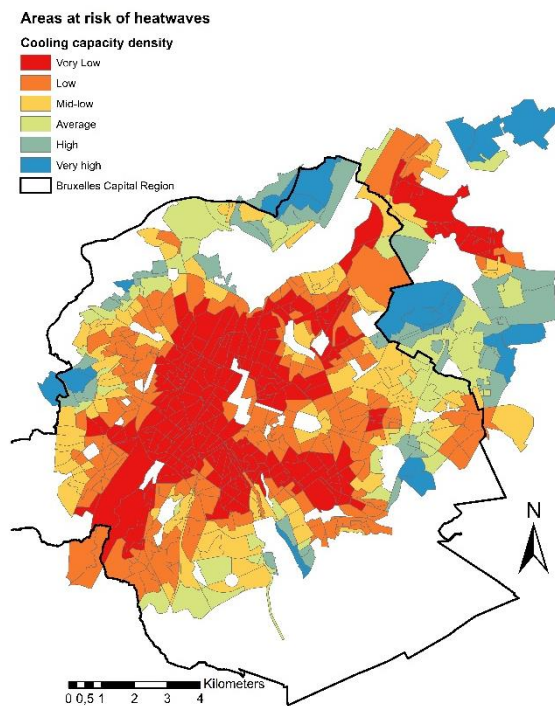 Areas at risk of heatwaves
Cooling capacity density
Very Low
Low
Mid-low
Average
High
Very high
Bruxelles Capital Region
N
Kilometers
0 0,5 1 2 3 4